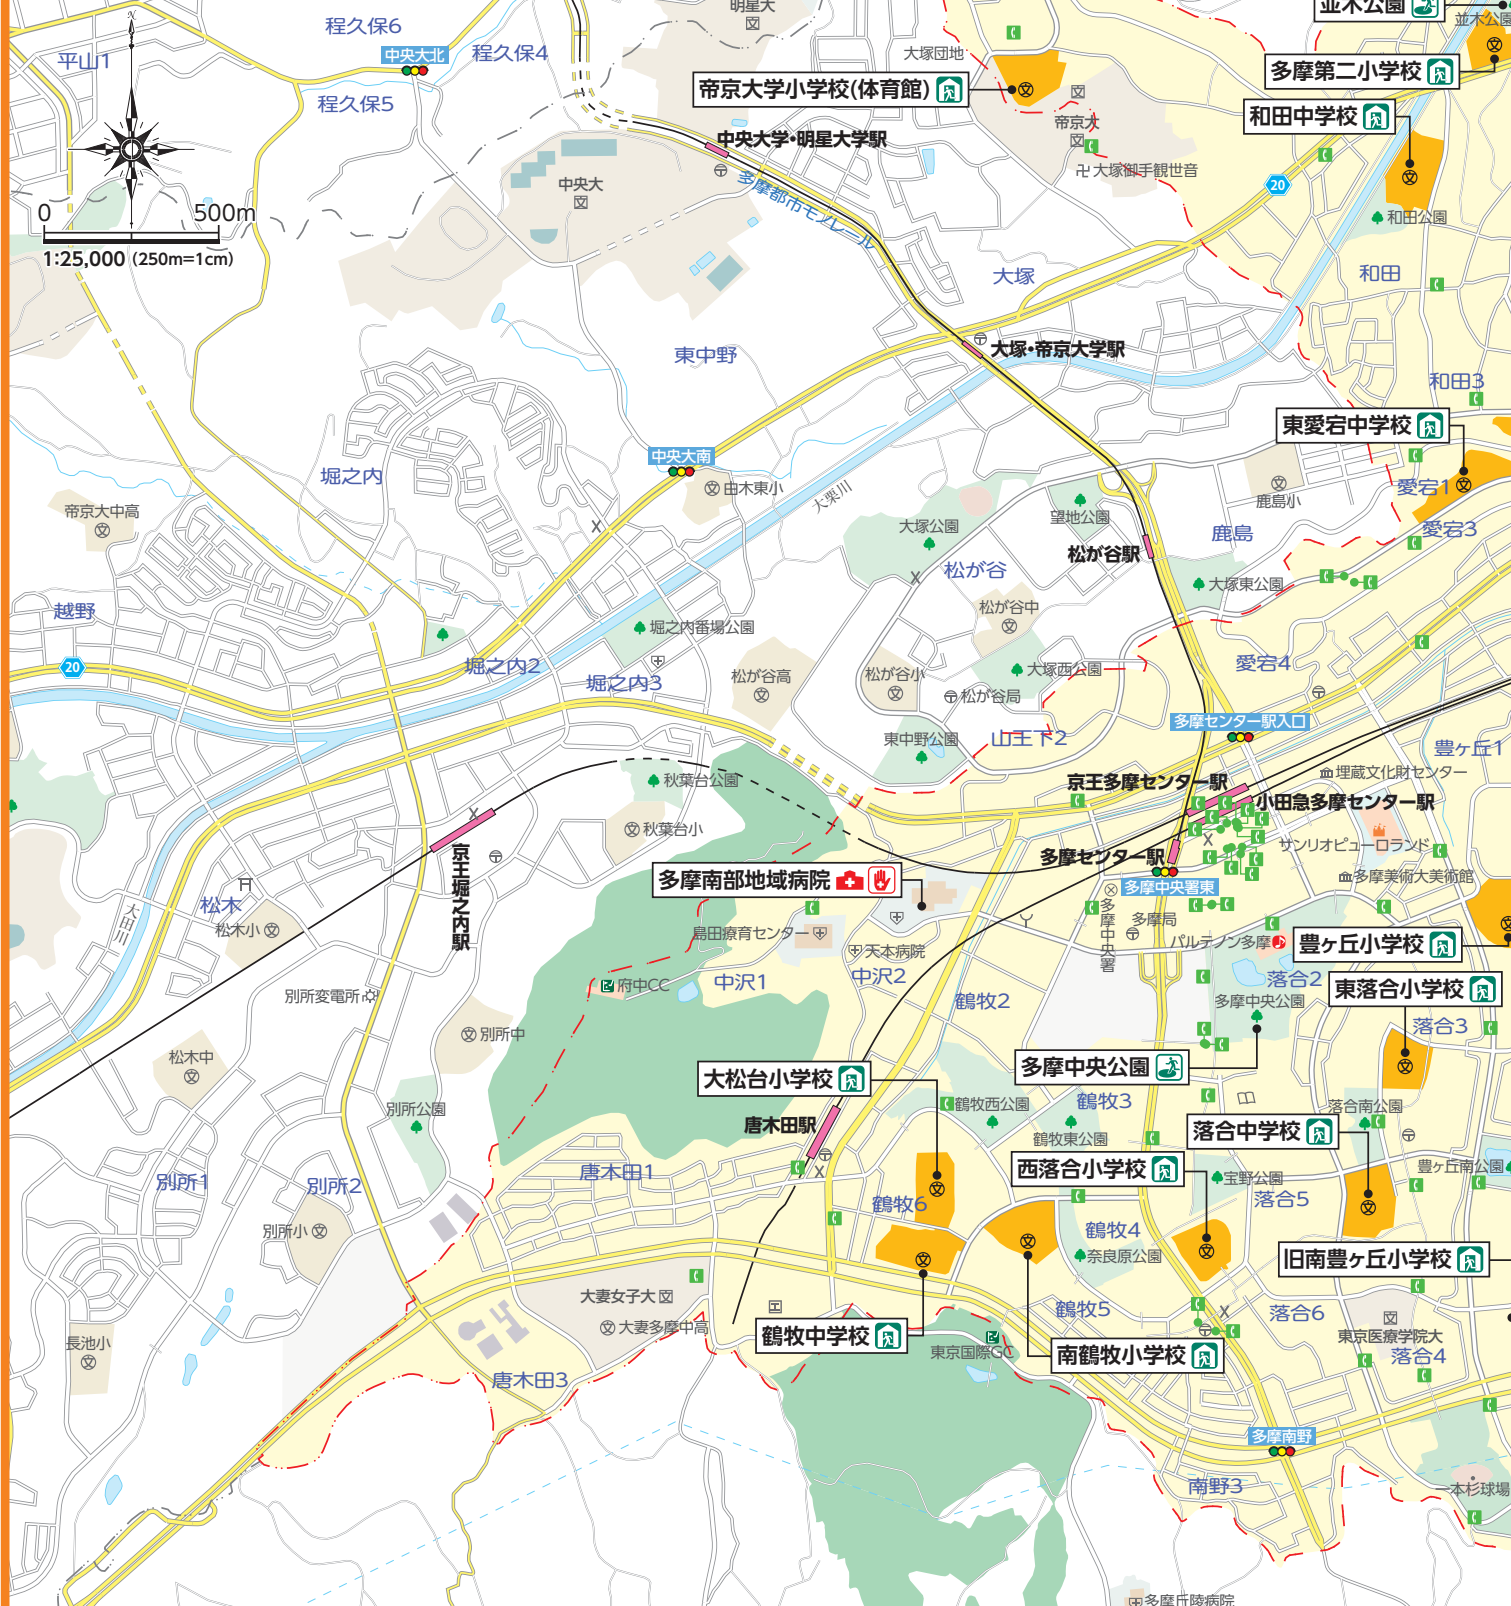 並木公園
並木公園
明星大
程久保6
中央大北
程久保4
平山1
大塚団地
多摩第二小学校
帝京大学小学校(体育館)
程久保5
和田中学校
帝京大
中央大学・明星大学駅
大塚御手観世音
20
中央大
多摩都市モノレール
0 500m
1:25,000 (250m=1cm)
和田公園
和田
大塚
大塚・帝京大学駅
東中野
和田3
東愛宕中学校
中央大南
堀之内
由木東小
大栗川
鹿島小
愛宕1
帝京大中高
大塚公園
望地公園
鹿島
愛宕3
松が谷駅
松が谷
大塚東公園
越野
松が谷中
堀之内番場公園
20
堀之内2
堀之内3
松が谷高
松が谷小
大塚西公園
愛宕4
松が谷局
多摩センター駅入口
東中野公園
山王下2
豊ヶ丘1
秋葉台公園
京王多摩センター駅
埋蔵文化財センター
小田急多摩センター駅
秋葉台小
サンリオピューロランド
京王堀之内駅
多摩センター駅
多摩南部地域病院
多摩中央署東
多摩美術大美術館
松木
大田川
松木小
島田療育センター
多摩中央署
多摩局
パルテノン多摩
豊ヶ丘小学校
天本病院
別所変電所
府中CC
中沢1
中沢2
鶴牧2
落合2
東落合小学校
多摩中央公園
落合3
別所中
松木中
大松台小学校
多摩中央公園
別所公園
唐木田駅
鶴牧西公園
鶴牧3
落合南公園
鶴牧東公園
落合中学校
別所1
別所2
唐木田1
西落合小学校
宝野公園
豊ヶ丘南公園
落合5
鶴牧6
別所小
鶴牧4
奈良原公園
旧南豊ヶ丘小学校
大妻女子大
鶴牧5
落合6
長池小
大妻多摩中高
鶴牧中学校
東京国際GC
南鶴牧小学校
東京医療学院大
落合4
唐木田3
多摩南野
南野3
一本杉球場
多摩丘陵病院